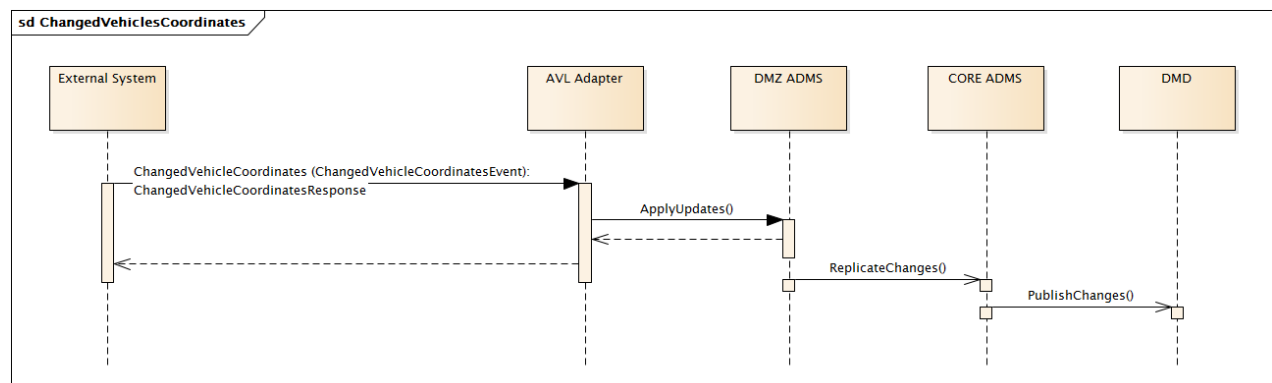 sd ChangedVehiclesCoordinates
External System
AVL Adapter
DMZ ADMS
CORE ADMS
DMD
ChangedVehicleCoordinates (ChangedVehicleCoordinatesEvent):
ChangedVehicleCoordinatesResponse
ApplyUpdates()
ReplicateChanges()
PublishChanges()